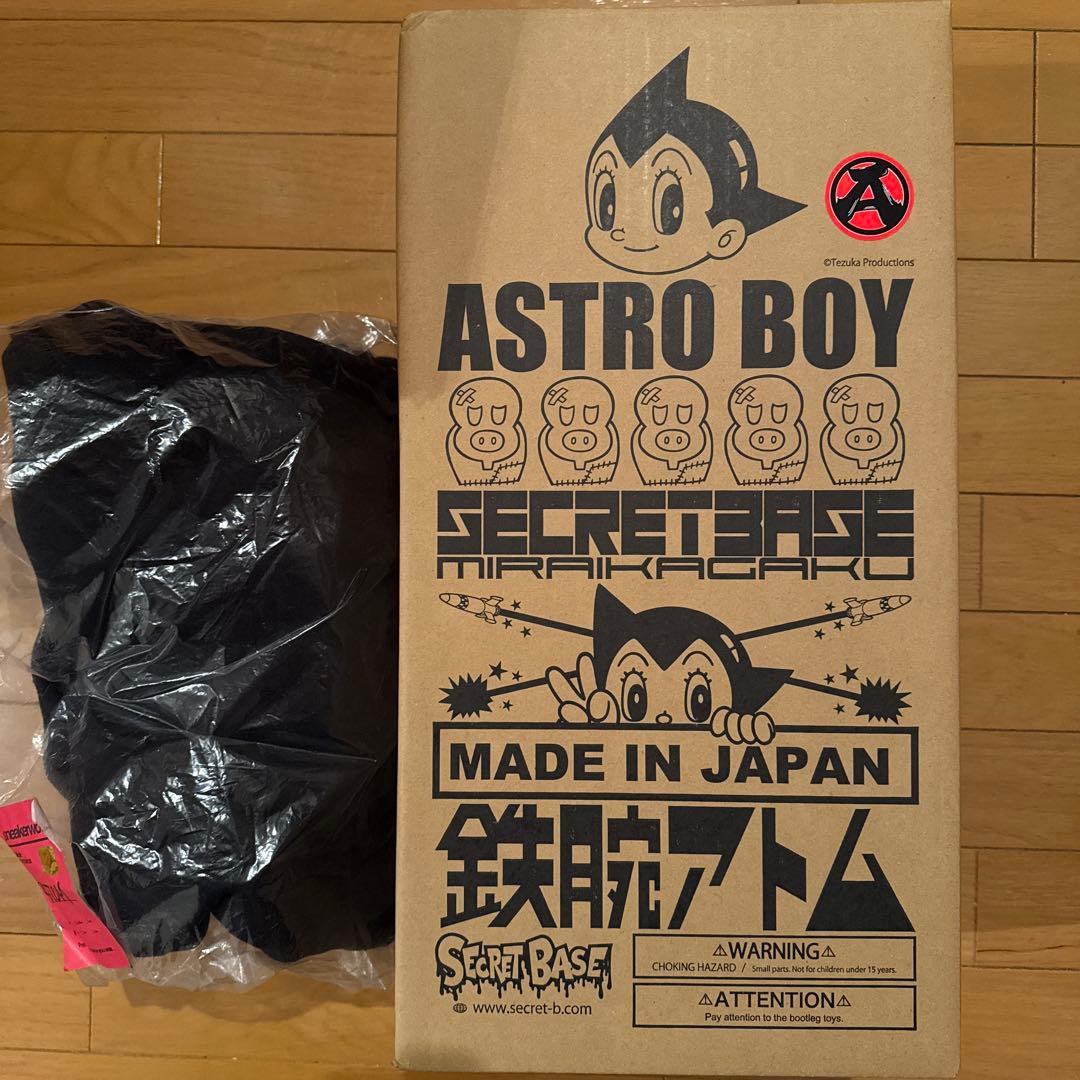 A
©Tezuka Productions
ASTRO BOY
SECRETBASE
MIRAIKAGAKU
MADE IN JAPAN
鉄腕アトム
SECRET BASE
www.secret-b.com
⚠WARNING⚠
CHOKING HAZARD / Small parts. Not for children under 15 years.
⚠ATTENTION⚠
Pay attention to the bootleg toys.